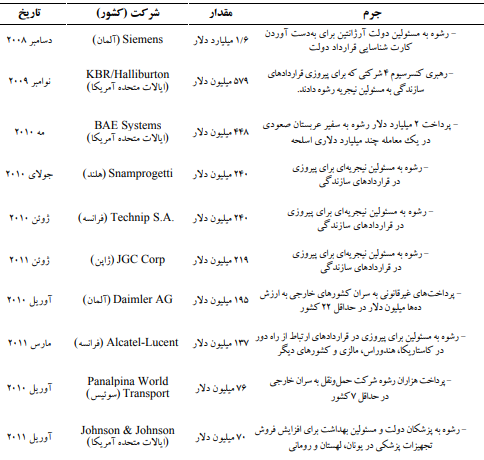 جرم	مقدار	شرکت (کشور)	تاریخ
- رشوه به مسئولین دولت آرژانتین برای به‌دست آوردن کارت شناسایی قرارداد دولت	۱/۶ میلیارد دلار	Siemens (آلمان)	دسامبر ۲۰۰۸
-رهبری کنسرسیوم ۴ شرکتی که برای پیروزی قراردادهای سازندگی به مسئولین نیجریه رشوه دادند.	۵۷۹ میلیون دلار	KBR/Halliburton (ایالات متحده آمریکا)	نوامبر ۲۰۰۹
- پرداخت ۲ میلیارد دلار رشوه به سفیر عربستان صعودی در یک معامله چند میلیارد دلاری اسلحه	۴۴۸ میلیون دلار	BAE Systems (ایالات متحده آمریکا)	مه ۲۰۱۰
- رشوه به مسئولین نیجریه‌ای برای پیروزی در قراردادهای سازندگی	۲۴۰ میلیون دلار	Snamprogetti (هلند)	جولای ۲۰۱۰
- رشوه به مسئولین نیجریه‌ای برای پیروزی در قراردادهای سازندگی	۲۴۰ میلیون دلار	Technip S.A. (فرانسه)	ژوئن ۲۰۱۰
- رشوه به مسئولین نیجریه‌ای برای پیروزی در قراردادهای سازندگی	۲۱۹ میلیون دلار	JGC Corp (ژاپن)	ژوئن ۲۰۱۱
- پرداخت‌های غیرقانونی به سران کشورهای خارجی به ارزش ده‌ها میلیون دلار در حداقل ۲۲ کشور	۱۹۵ میلیون دلار	Daimler AG (آلمان)	آوریل ۲۰۱۰
- رشوه به مسئولین برای پیروزی در قراردادهای ارتباط از راه دور در کاستاریکا، هندوراس، مالزی و کشورهای دیگر	۱۳۷ میلیون دلار	Alcatel-Lucent (فرانسه)	مارس ۲۰۱۱
- پرداخت هزاران رشوه شرکت حمل‌ونقل به سران خارجی در حداقل ۷ کشور	۷۶ میلیون دلار	Panalpina World Transport (سوئیس)	آوریل ۲۰۱۰
- رشوه به پزشکان دولت و مسئولین بهداشت برای افزایش فروش تجهیزات پزشکی در یونان، لهستان و رومانی	۷۰ میلیون دلار	Johnson & Johnson (ایالات متحده آمریکا)	آوریل ۲۰۱۱